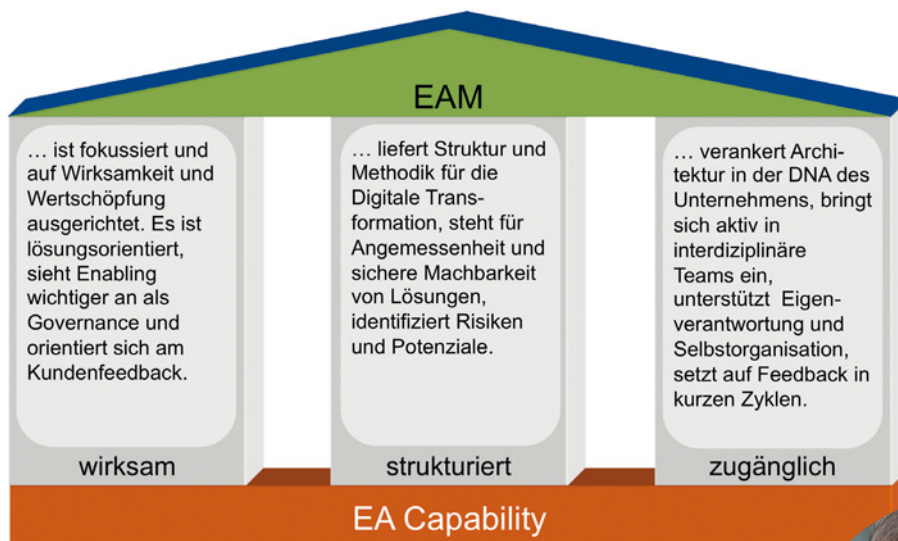 EAM
… ist fokussiert und
auf Wirksamkeit und
Wertschöpfung
ausgerichtet. Es ist
lösungsorientiert,
sieht Enabling
wichtiger an als
Governance und
orientiert sich am
Kundenfeedback.
wirksam
… liefert Struktur und
Methodik für die
Digitale Trans-
formation, steht für
Angemessenheit und
sichere Machbarkeit
von Lösungen,
identifiziert Risiken
und Potenziale.
strukturiert
… verankert Archi-
tektur in der DNA des
Unternehmens, bringt
sich aktiv in
interdiziplinäre
Teams ein,
unterstützt Eigen-
verantwortung und
Selbstorganisation,
setzt auf Feedback in
kurzen Zyklen.
zugänglich
EA Capability